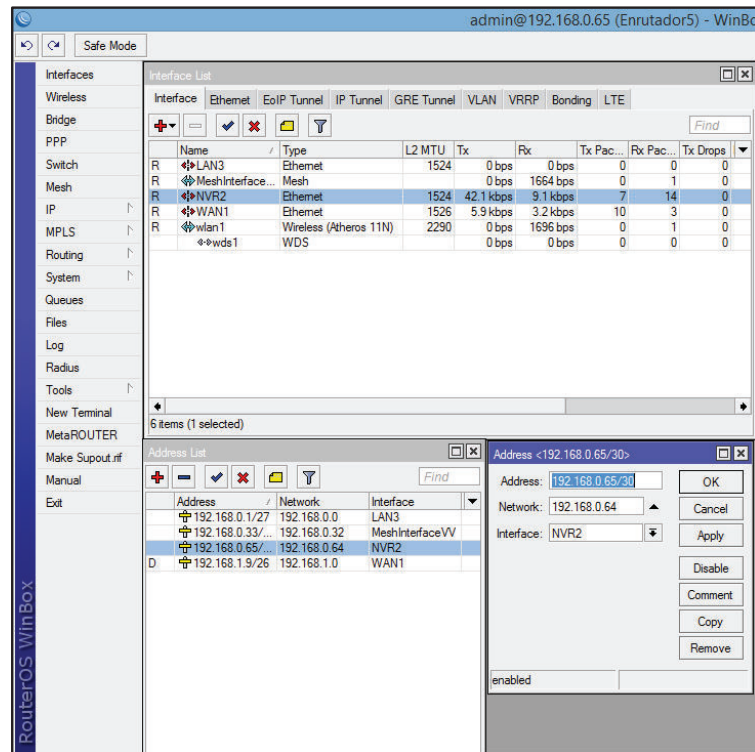 admin@192.168.0.65 (Enrutador5) - WinBo
Safe Mode
Interfaces
Wireless
Bridge
PPP
Switch
Mesh
IP
MPLS
Routing
System
Queues
Files
Log
Radius
Tools
New Terminal
MetaROUTER
Make Supout.rif
Manual
Exit
RouterOS WinBox
Interface List
Interface Ethernet EoIP Tunnel IP Tunnel GRE Tunnel VLAN VRRP Bonding LTE
Find
Name / Type L2 MTU Tx Rx Tx Pac... Rx Pac... Tx Drops
R LAN3 Ethernet 1524 0 bps 0 bps 0 0 0
R MeshInterface... Mesh 0 bps 1664 bps 0 1 0
R NVR2 Ethernet 1524 42.1 kbps 9.1 kbps 7 14 0
R WAN1 Ethernet 1526 5.9 kbps 3.2 kbps 10 3 0
R wlan1 Wireless (Atheros 11N) 2290 0 bps 1696 bps 0 1 0
wds1 WDS 0 bps 0 bps 0 0 0
6 items (1 selected)
Address List
Find
Address / Network Interface
192.168.0.1/27 192.168.0.0 LAN3
192.168.0.33/... 192.168.0.32 MeshInterfaceVV
192.168.0.65/... 192.168.0.64 NVR2
D 192.168.1.9/26 192.168.1.0 WAN1
Address <192.168.0.65/30>
Address: 192.168.0.65/30
Network: 192.168.0.64
Interface: NVR2
OK
Cancel
Apply
Disable
Comment
Copy
Remove
enabled